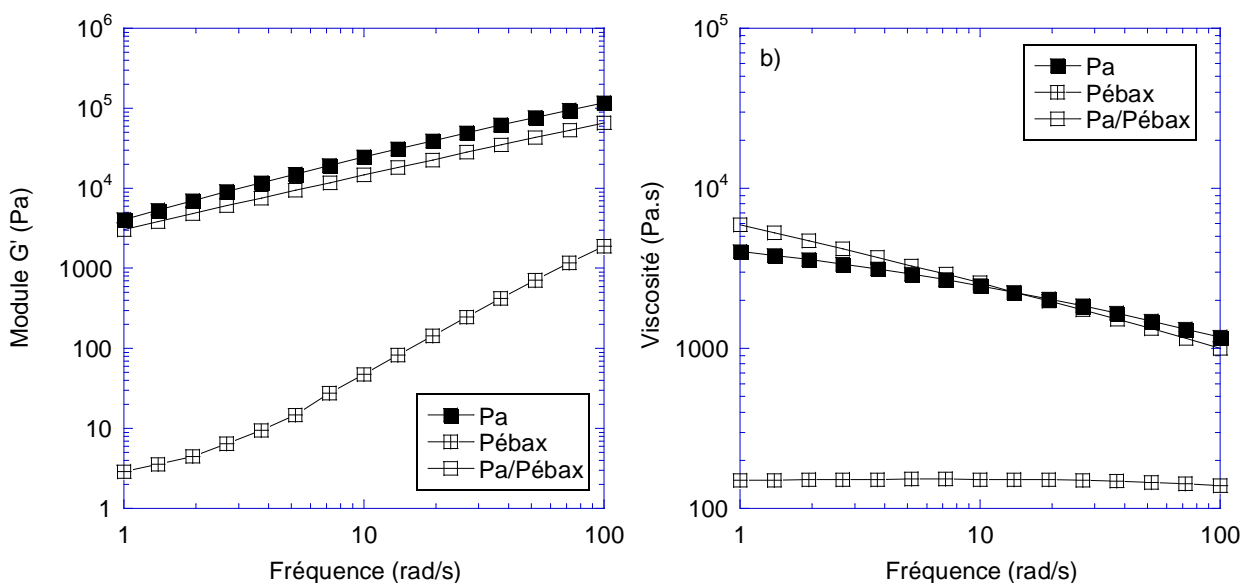 Module G' (Pa)
10^6
10^5
10^4
1000
100
10
1
1
10
100
Fréquence (rad/s)
Pa
Pébax
Pa/Pébax
b)
Viscosité (Pa.s)
10^5
10^4
1000
100
1
10
100
Fréquence (rad/s)
Pa
Pébax
Pa/Pébax